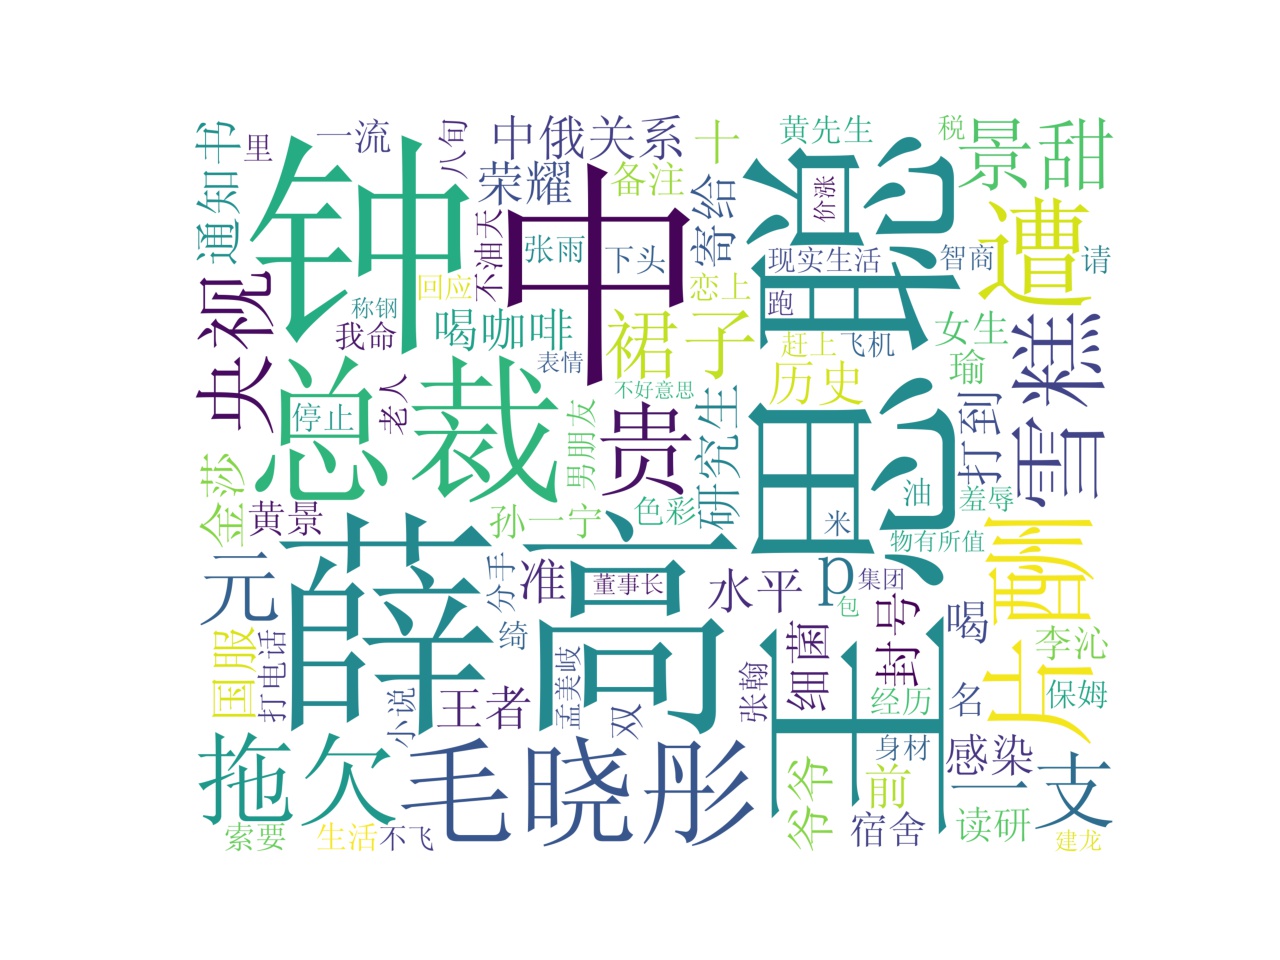 通知书
里
一流
八旬
中俄关系
十
黄先生
税
景甜
荣耀
备注
寄给
钟
中
王思聪
价涨
遭
央视
不油天
张雨
下头
现实生活
智商
请
称钢
回应
恋上
跑
我命
喝咖啡
表情
裙子
赶上
飞机
女生
雪糕
总裁
停止
老人
男朋友
不好意思
贵
研究生
历史
瑜
打到
金莎
黄景
孙一宁
色彩
米
油
羞辱
物有所值
片酬
元
薛
高
分手
准
董事长
水平
p
集团
包
封号
喝
李沁
国服
打电话
绮
孟美岐
双
小说
王者
张翰
细菌
经历
名
保姆
拖欠
毛晓彤
爷爷
身材
前
感染
一支
索要
生活
不飞
宿舍
读研
建龙